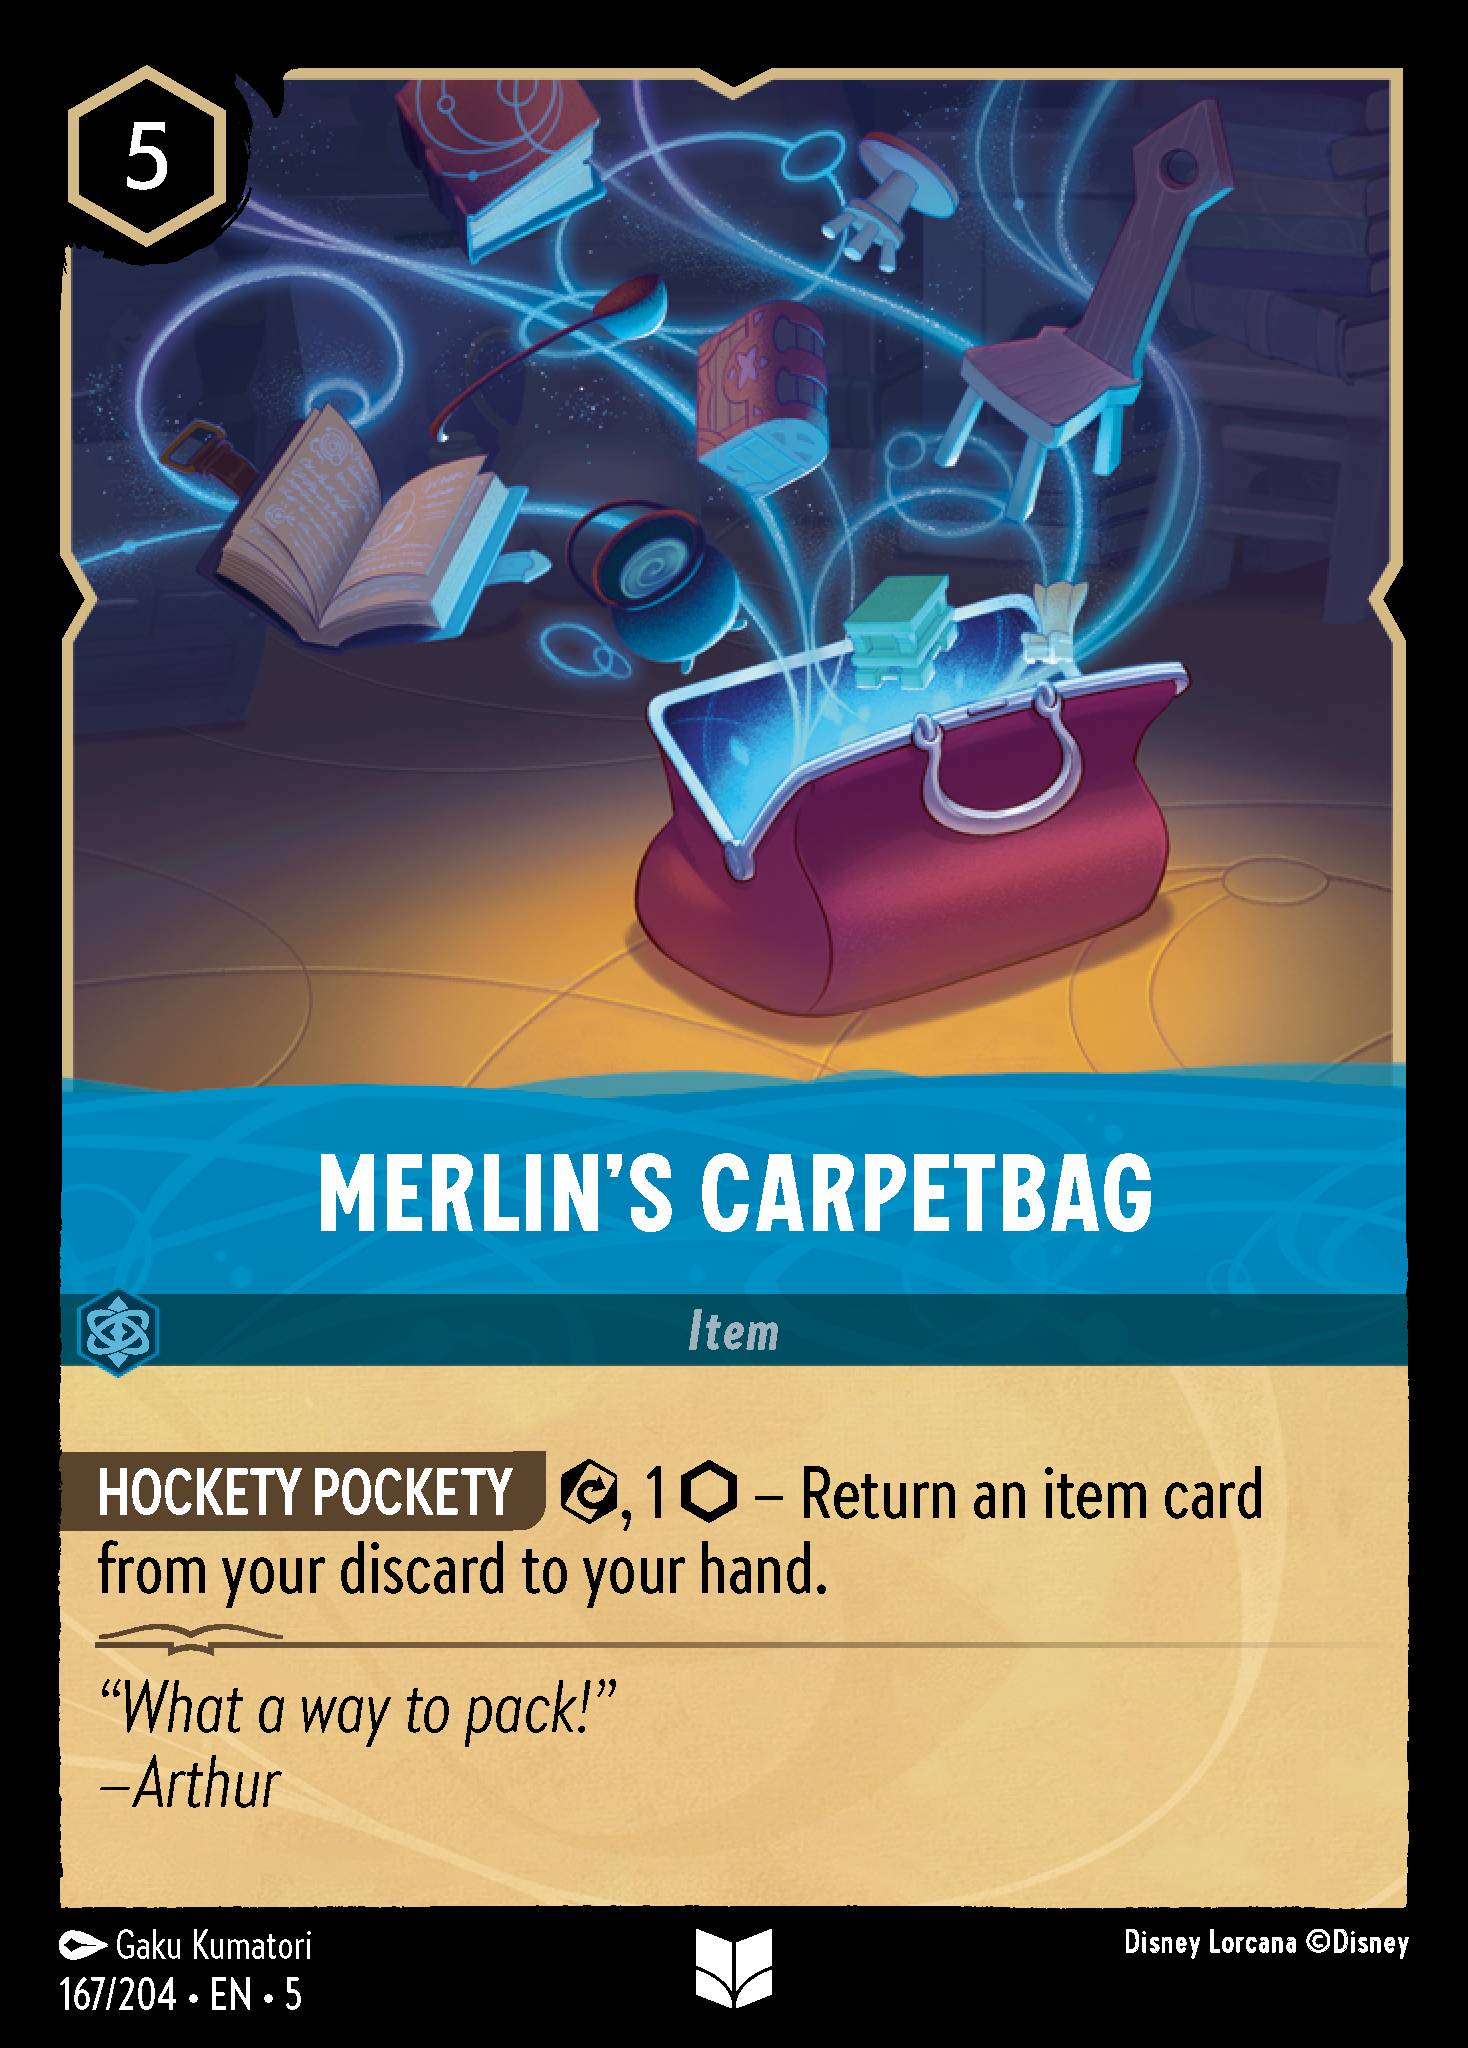 5
MERLIN’S CARPETBAG
Item
HOCKETY POCKETY , 1 – Return an item card
from your discard to your hand.
“What a way to pack!”
–Arthur
Gaku Kumatori
Disney Lorcana ©Disney
167/204 • EN • 5